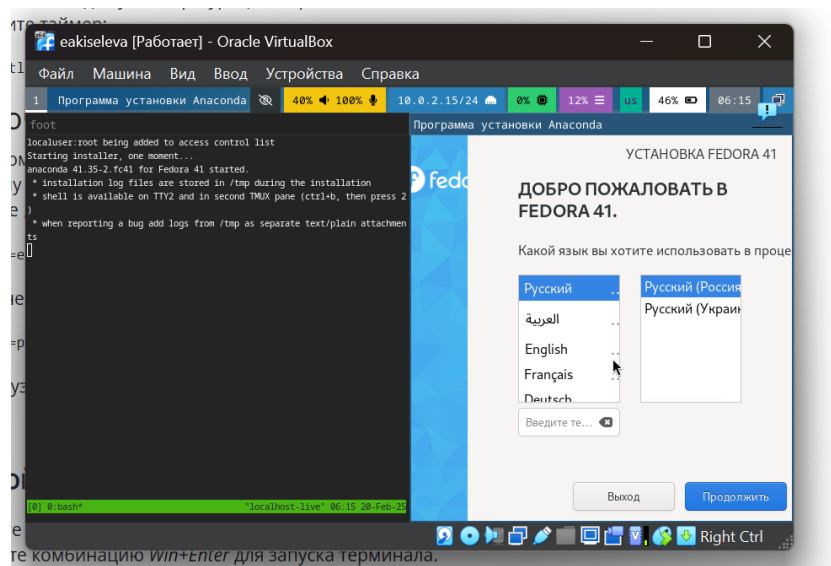 eakiseleva [Работает] - Oracle VirtualBox
Файл Машина Вид Ввод Устройства Справка
1 Программа установки Anaconda 40% 100% 10.0.2.15/24 0% 12% us 46% 06:15
foot
localuser:root being added to access control list
Starting installer, one moment...
anaconda 41.35-2.fc41 for Fedora 41 started.
* installation log files are stored in /tmp during the installation
* shell is available on TTY2 and in second TMUX pane (ctrl+b, then press 2
)
* when reporting a bug add logs from /tmp as separate text/plain attachmen
ts
[0] 0:bash* "localhost-live" 06:15 20-Feb-25
Программа установки Anaconda
УСТАНОВКА FEDORA 41
fedo
ДОБРО ПОЖАЛОВАТЬ В
FEDORA 41.
Какой язык вы хотите использовать в проце
Русский
العربية
English
Français
Deutsch
Русский (Россия
Русский (Украин
Введите те...
Выход
Продолжить
Right Ctrl
те комбинацию Win+Enter для запуска терминала.